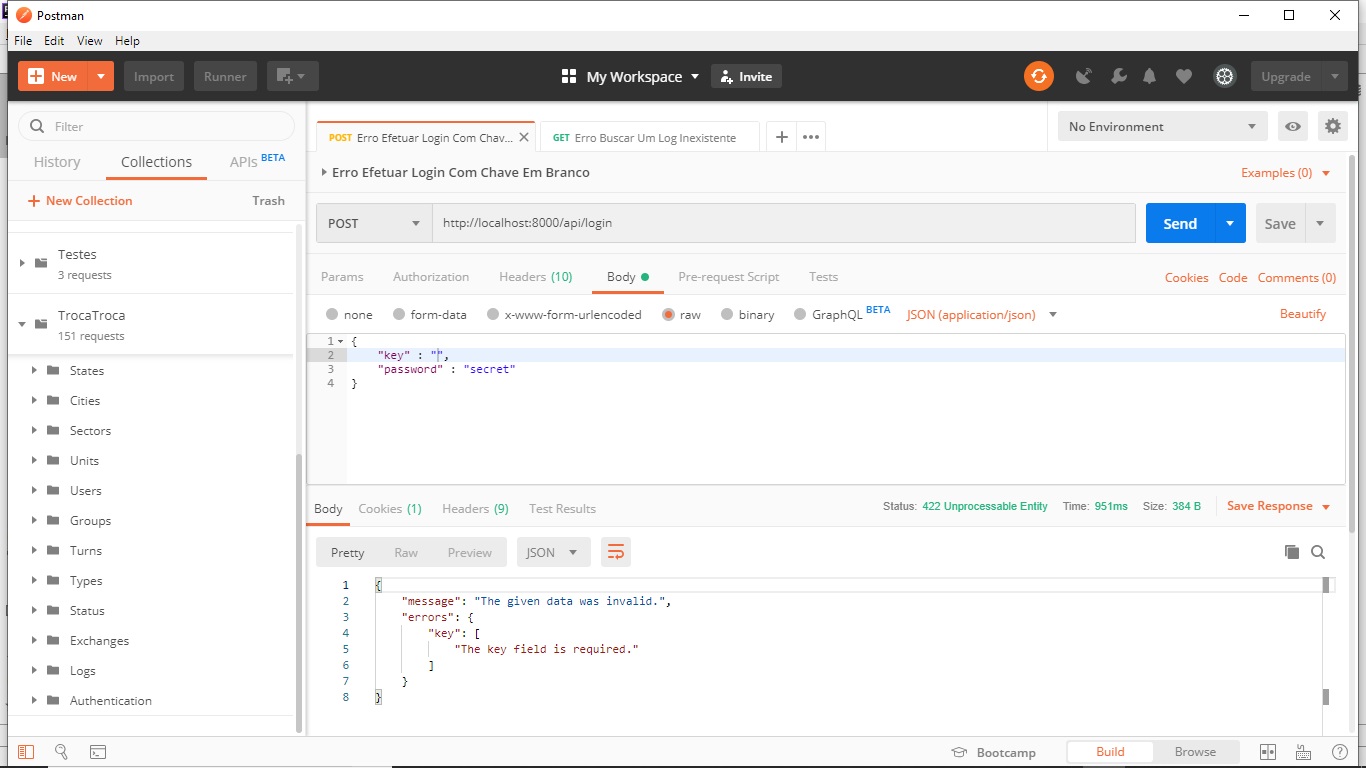 Postman
File Edit View Help
New Import Runner My Workspace Invite Upgrade
Filter
History Collections APIs BETA
New Collection Trash
Testes
3 requests
TrocaTroca
151 requests
States
Cities
Sectors
Units
Users
Groups
Turns
Types
Status
Exchanges
Logs
Authentication
POST Erro Efetuar Login Com Chav... GET Erro Buscar Um Log Inexistente No Environment
Erro Efetuar Login Com Chave Em Branco Examples (0)
POST http://localhost:8000/api/login Send Save
Params Authorization Headers (10) Body Pre-request Script Tests Cookies Code Comments (0)
none form-data x-www-form-urlencoded raw binary GraphQL BETA JSON (application/json) Beautify
1 {
2 "key" : "",
3 "password" : "secret"
4 }
Body Cookies (1) Headers (9) Test Results Status: 422 Unprocessable Entity Time: 951ms Size: 384 B Save Response
Pretty Raw Preview JSON
1 {
2 "message": "The given data was invalid.",
3 "errors": {
4 "key": [
5 "The key field is required."
6 ]
7 }
8 }
Bootcamp Build Browse